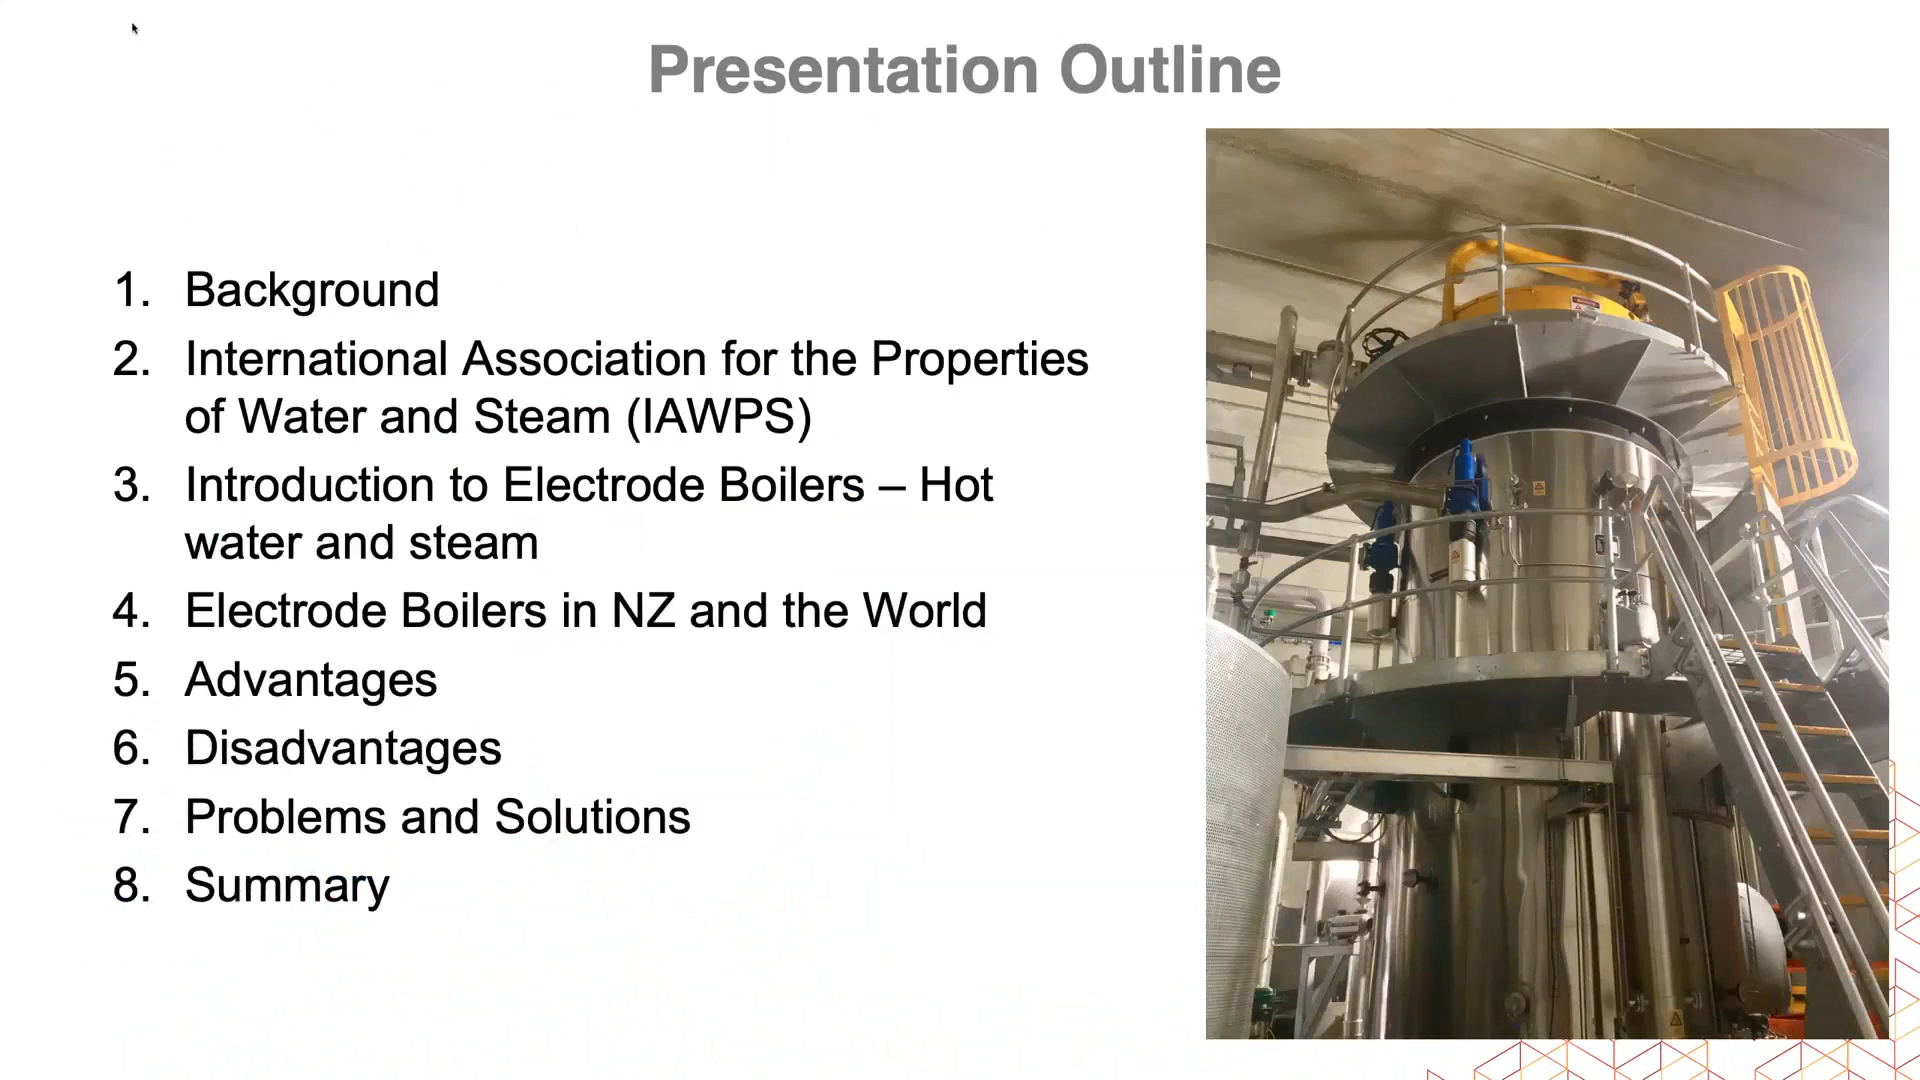 Presentation Outline
1. Background
2. International Association for the Properties
of Water and Steam (IAWPS)
3. Introduction to Electrode Boilers – Hot
water and steam
4. Electrode Boilers in NZ and the World
5. Advantages
6. Disadvantages
7. Problems and Solutions
8. Summary